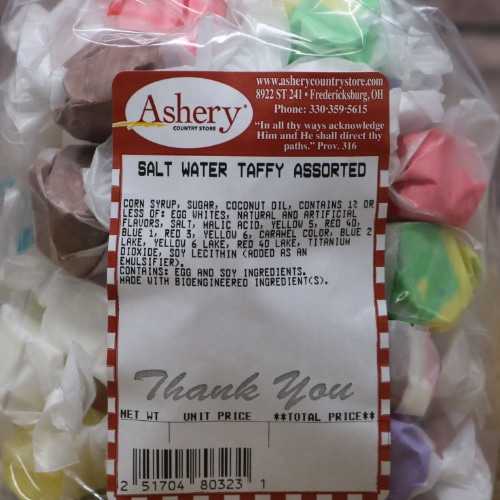 Ashery
COUNTRY STORE
www.asherycountrystore.com
8922 ST 241 • Fredericksburg, OH
Phone: 330-359-5615
“In all thy ways acknowledge
Him and He shall direct thy
paths.” Prov. 316
SALT WATER TAFFY ASSORTED
CORN SYRUP, SUGAR, COCONUT OIL, CONTAINS 1% OR
LESS OF: EGG WHITES, NATURAL AND ARTIFICIAL
FLAVORS, SALT, MALIC ACID, YELLOW 5, RED 40,
BLUE 1, RED 3, YELLOW 6, CARAMEL COLOR, BLUE 2
LAKE, YELLOW 6 LAKE, RED 40 LAKE, TITANIUM
DIOXIDE, SOY LECITHIN (ADDED AS AN
EMULSIFIER).
CONTAINS: EGG AND SOY INGREDIENTS.
MADE WITH BIOENGINEERED INGREDIENT(S).
Thank You
NET WT UNIT PRICE **TOTAL PRICE**
2 51704 80323 1